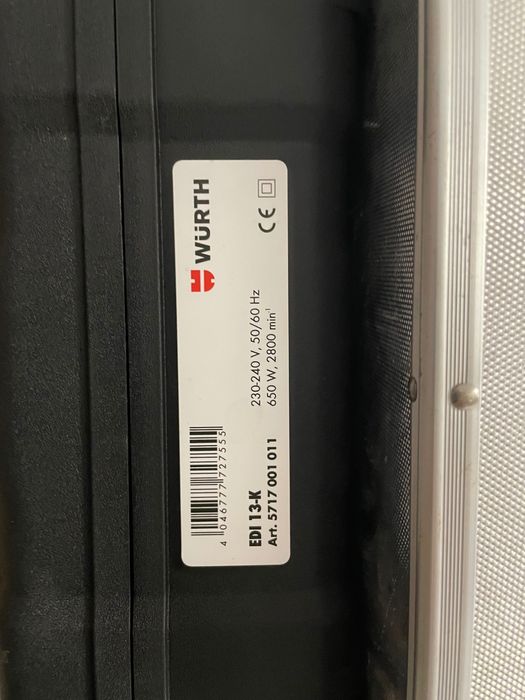 WÜRTH
4 046777 727555
EDI 13-K
Art. 5717 001 011
230-240 V, 50/60 Hz
650 W, 2800 min⁻¹
CE